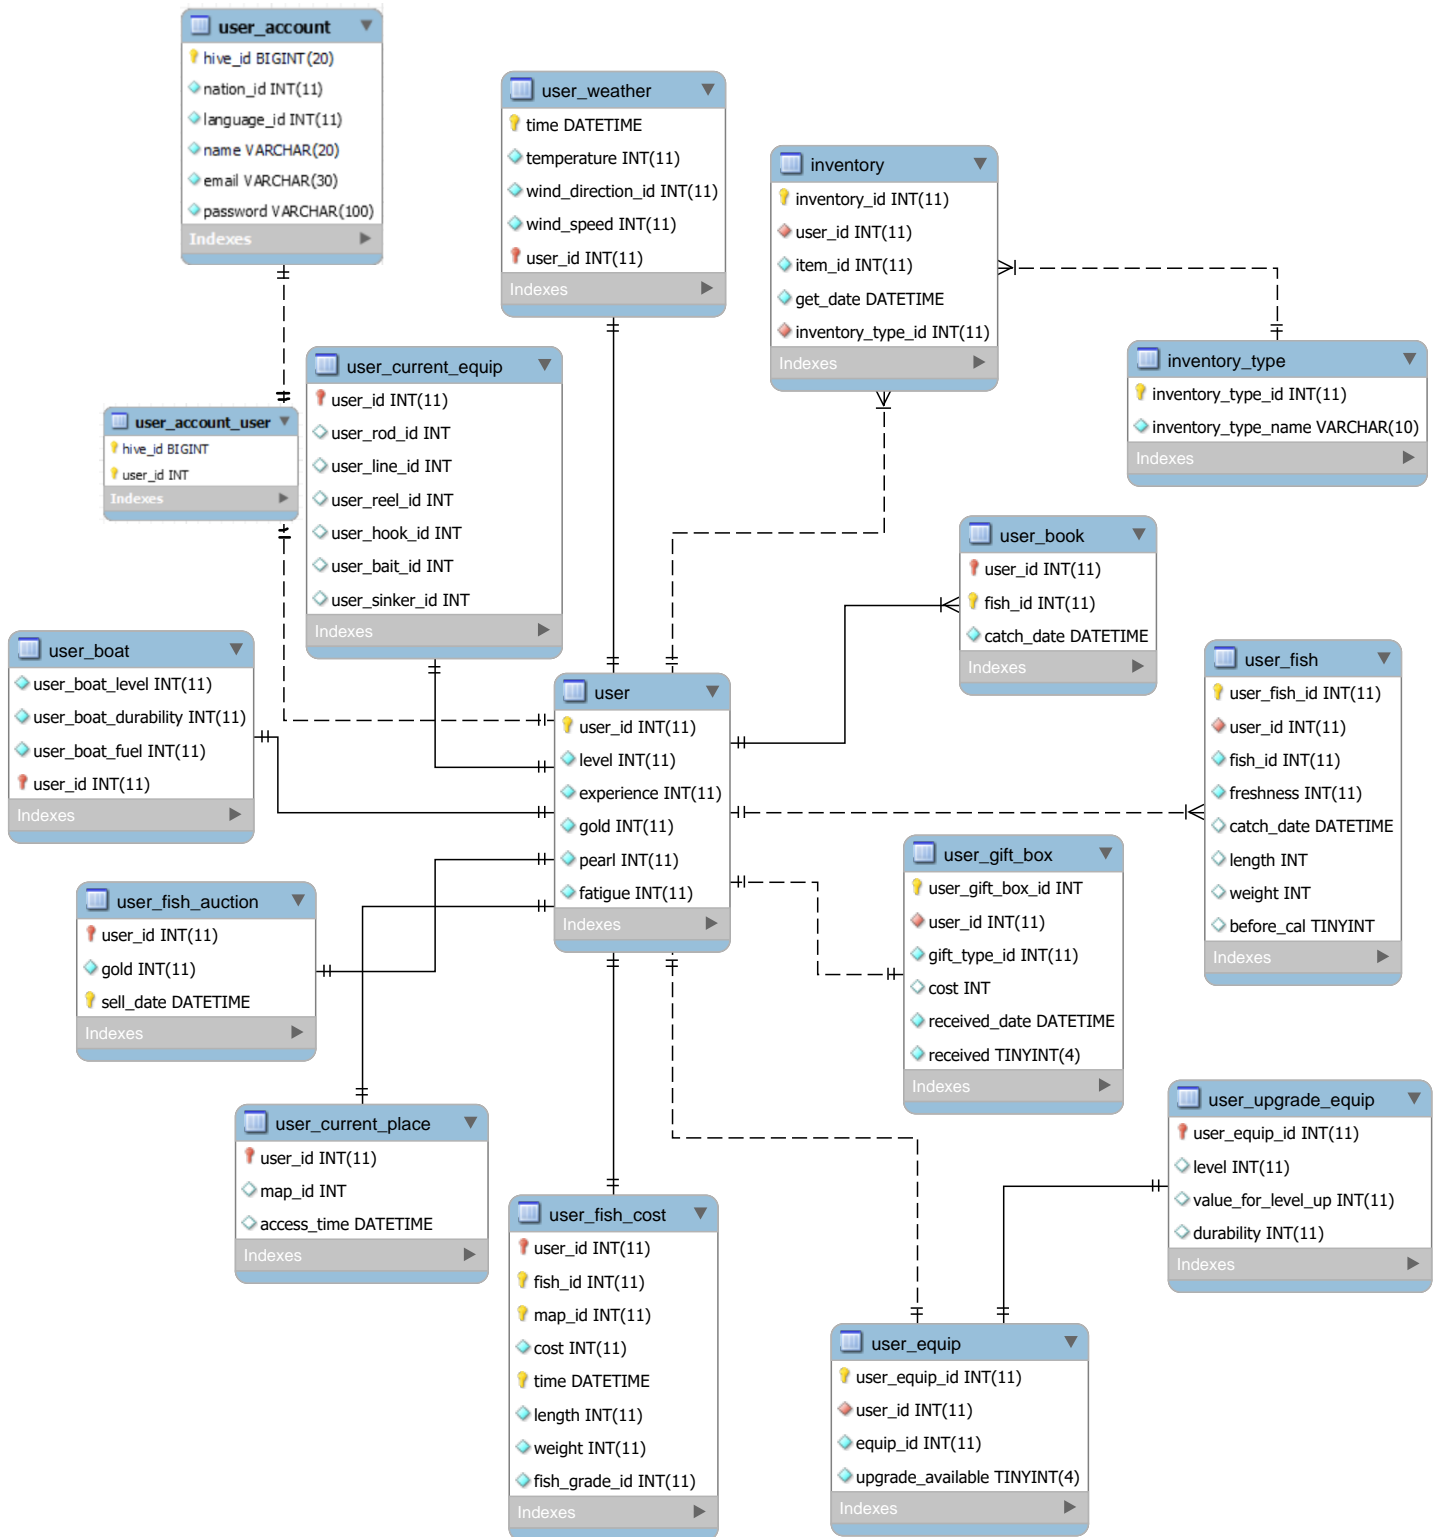 user_account
hive_id BIGINT(20)
nation_id INT(11)
language_id INT(11)
name VARCHAR(20)
email VARCHAR(30)
password VARCHAR(100)
Indexes
user_weather
time DATETIME
temperature INT(11)
wind_direction_id INT(11)
wind_speed INT(11)
user_id INT(11)
Indexes
inventory
inventory_id INT(11)
user_id INT(11)
item_id INT(11)
get_date DATETIME
inventory_type_id INT(11)
Indexes
inventory_type
inventory_type_id INT(11)
inventory_type_name VARCHAR(10)
Indexes
user_current_equip
user_id INT(11)
user_rod_id INT
user_line_id INT
user_reel_id INT
user_hook_id INT
user_bait_id INT
user_sinker_id INT
Indexes
user_account_user
hive_id BIGINT
user_id INT
Indexes
user_book
user_id INT(11)
fish_id INT(11)
catch_date DATETIME
Indexes
user_boat
user_boat_level INT(11)
user_boat_durability INT(11)
user_boat_fuel INT(11)
user_id INT(11)
Indexes
user
user_id INT(11)
level INT(11)
experience INT(11)
gold INT(11)
pearl INT(11)
fatigue INT(11)
Indexes
user_fish
user_fish_id INT(11)
user_id INT(11)
fish_id INT(11)
freshness INT(11)
catch_date DATETIME
length INT
weight INT
before_cal TINYINT
Indexes
user_gift_box
user_gift_box_id INT
user_id INT(11)
gift_type_id INT(11)
cost INT
received_date DATETIME
received TINYINT(4)
Indexes
user_fish_auction
user_id INT(11)
gold INT(11)
sell_date DATETIME
Indexes
user_current_place
user_id INT(11)
map_id INT
access_time DATETIME
Indexes
user_upgrade_equip
user_equip_id INT(11)
level INT(11)
value_for_level_up INT(11)
durability INT(11)
Indexes
user_fish_cost
user_id INT(11)
fish_id INT(11)
map_id INT(11)
cost INT(11)
time DATETIME
length INT(11)
weight INT(11)
fish_grade_id INT(11)
Indexes
user_equip
user_equip_id INT(11)
user_id INT(11)
equip_id INT(11)
upgrade_available TINYINT(4)
Indexes